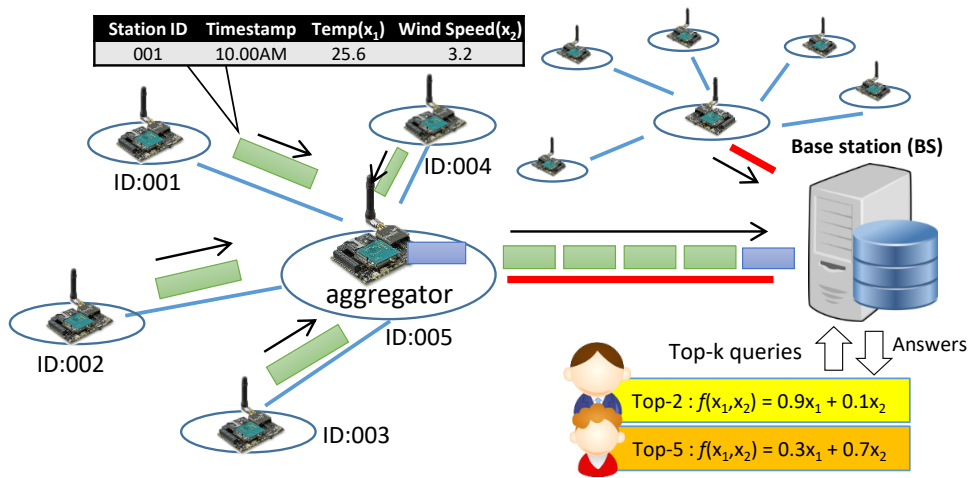 Station ID Timestamp Temp(x₁) Wind Speed(x₂)
001 10.00AM 25.6 3.2
ID:001
ID:004
Base station (BS)
aggregator
ID:005
ID:002
ID:003
Top-k queries
Answers
Top-2 : f(x₁,x₂) = 0.9x₁ + 0.1x₂
Top-5 : f(x₁,x₂) = 0.3x₁ + 0.7x₂